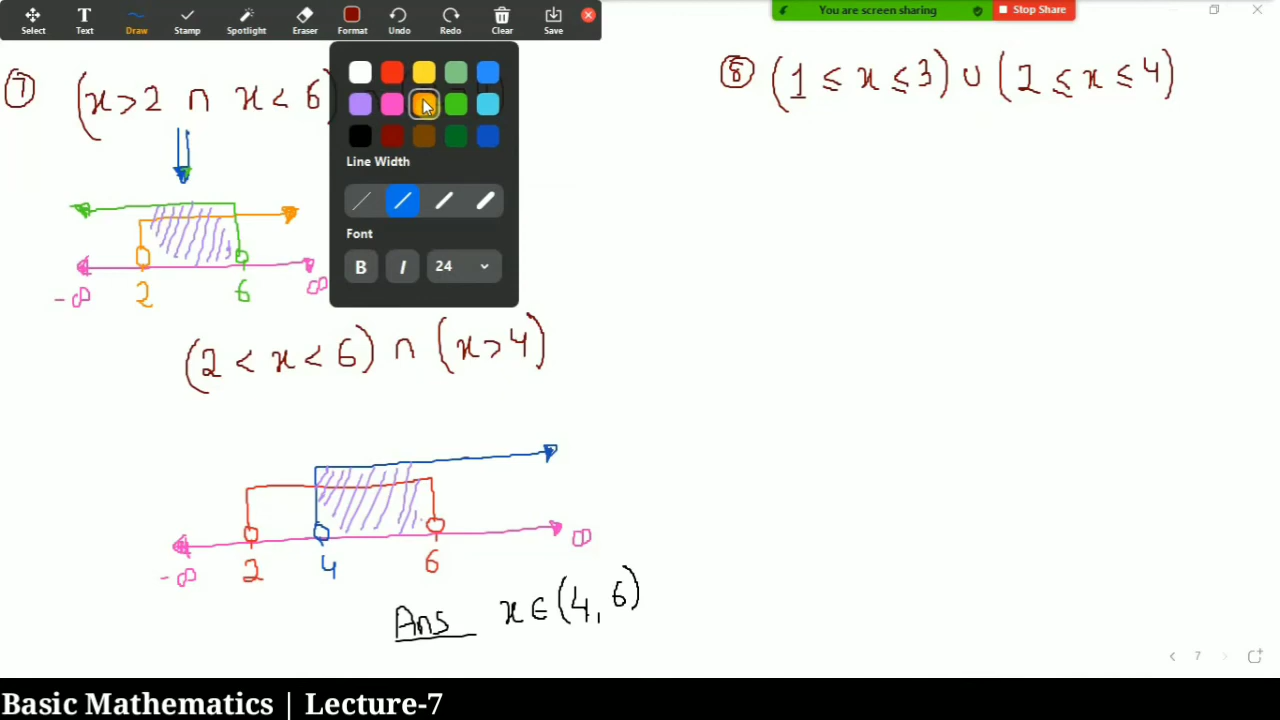 Select Text Draw Stamp Spotlight Eraser Format Undo Redo Clear Save
You are screen sharing Stop Share
⑦ (x>2 ∩ x<6)
Line Width
Font
B I 24
-∞ 2 6 ∞
(2 < x < 6) ∩ (x>4)
-∞ 2 4 6 ∞
Ans x∈(4,6)
⑧ (1 ≤ x ≤ 3) ∪ (2 ≤ x ≤ 4)
7
Basic Mathematics | Lecture-7